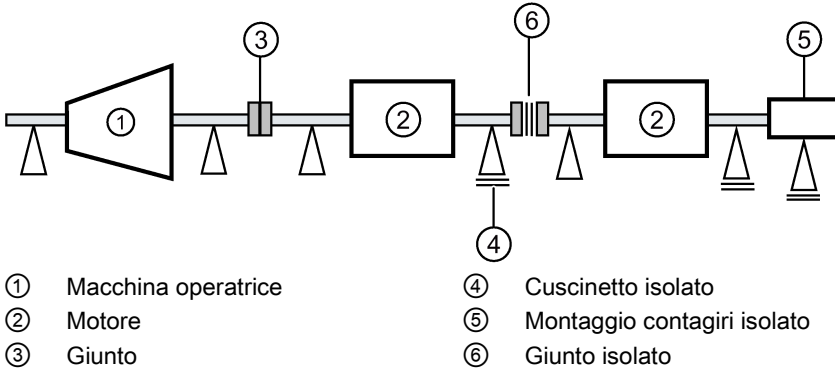 ③ ⑥ ⑤
① ② ②
④
① Macchina operatrice ④ Cuscinetto isolato
② Motore ⑤ Montaggio contagiri isolato
③ Giunto ⑥ Giunto isolato